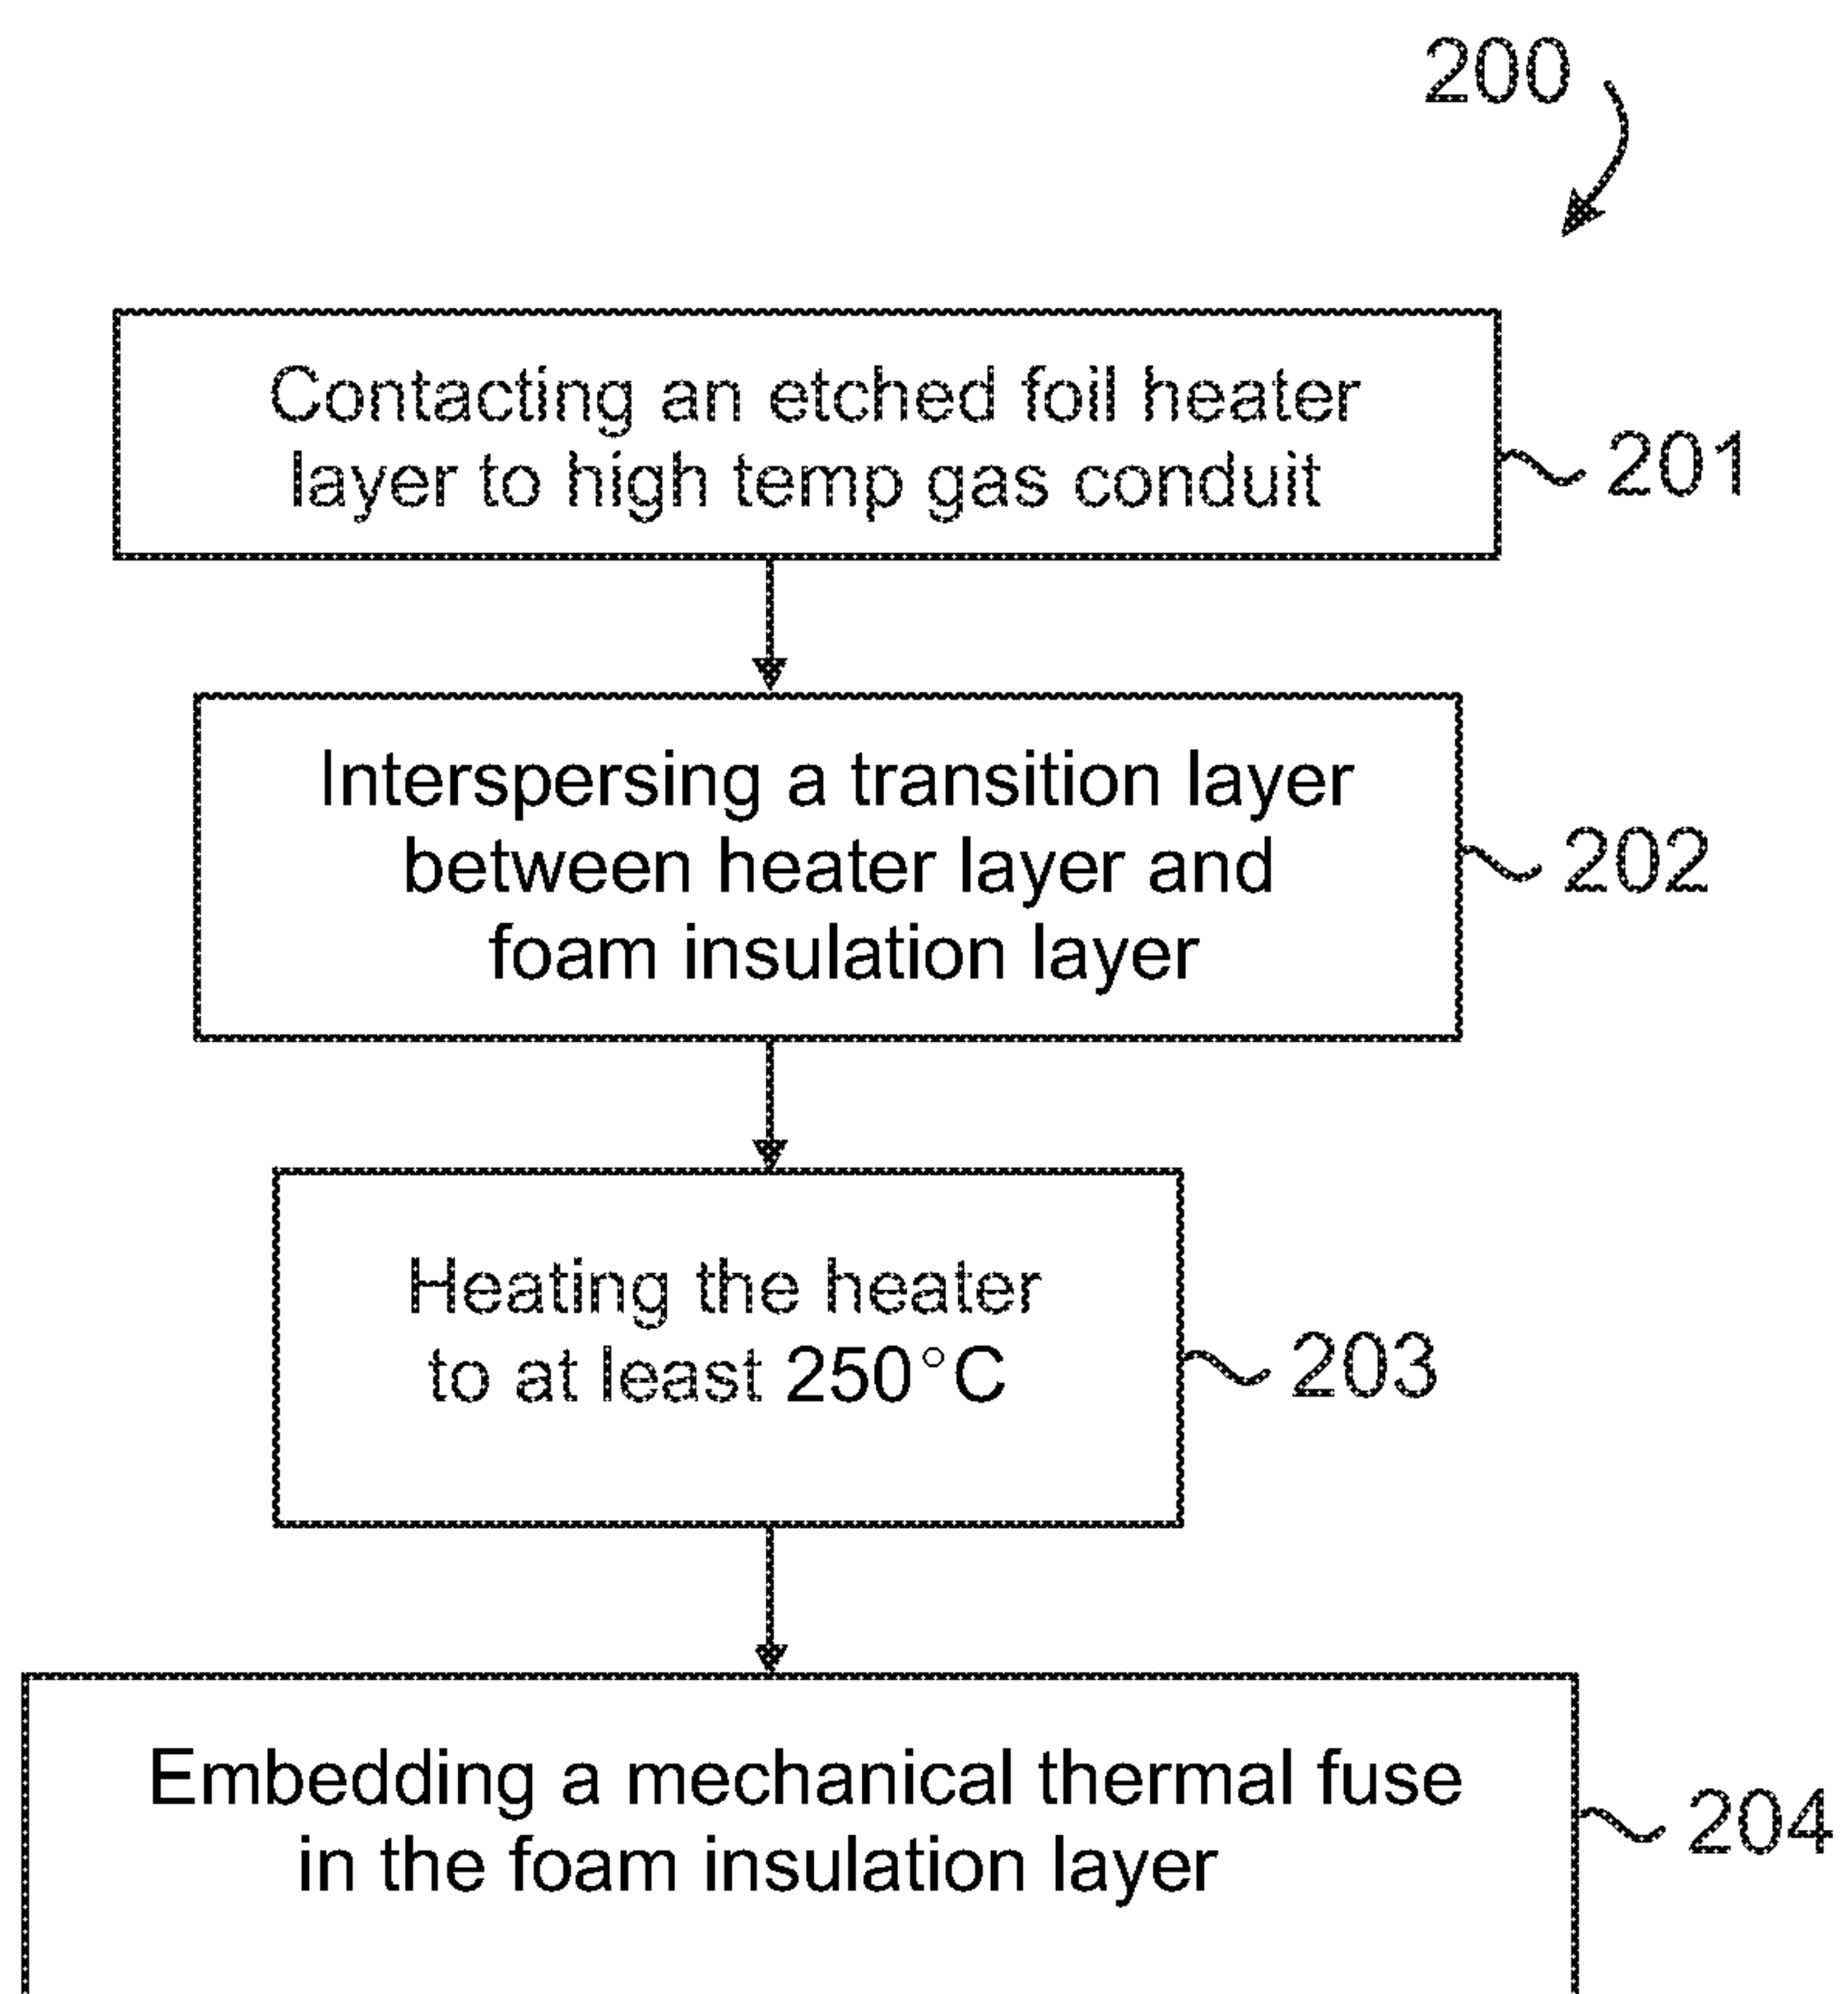 200
Contacting an etched foil heater
layer to high temp gas conduit
201
Interspersing a transition layer
between heater layer and
foam insulation layer
202
Heating the heater
to at least 250°C
203
Embedding a mechanical thermal fuse
in the foam insulation layer
204